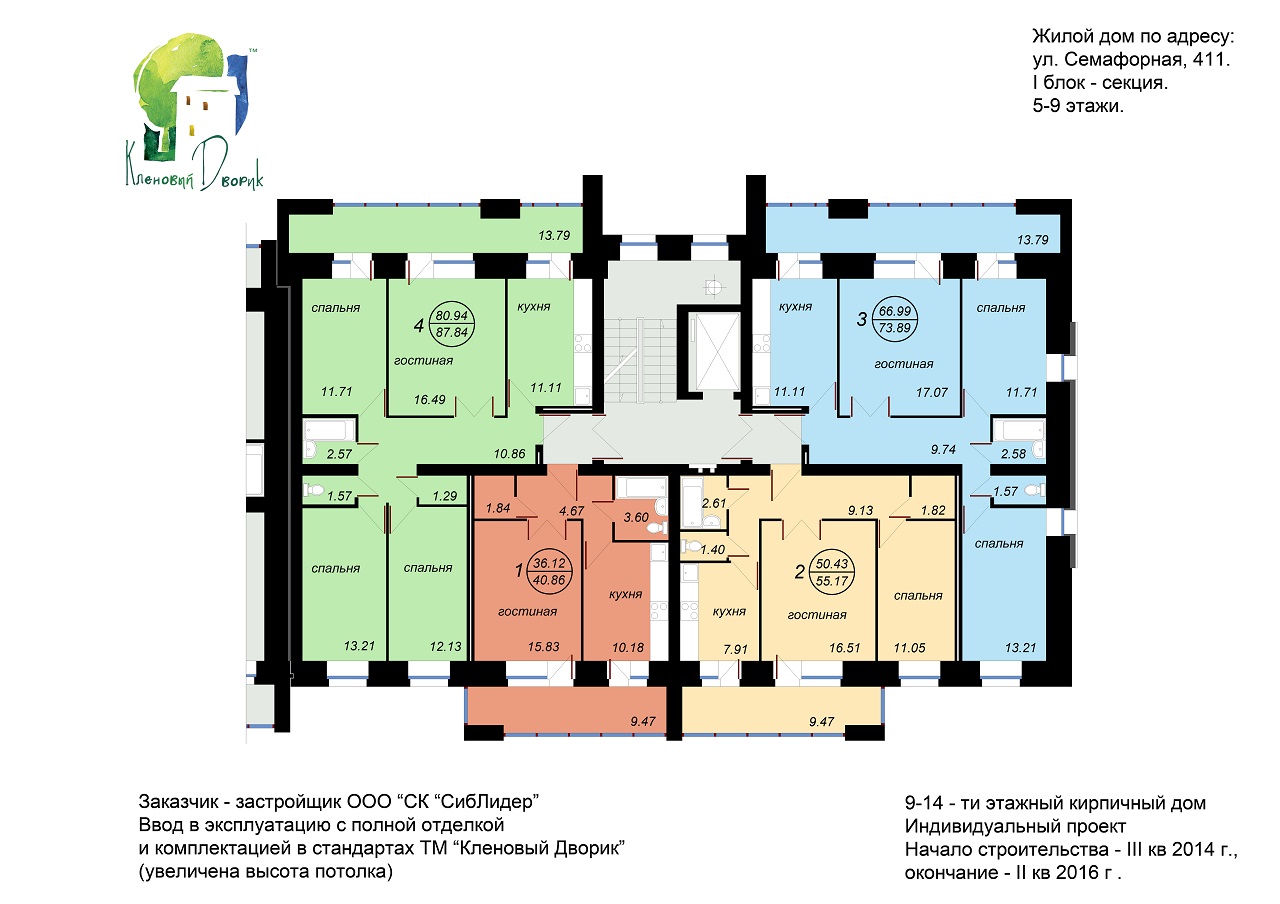 Кленовый Дворик
™
Жилой дом по адресу:
ул. Семафорная, 411.
I блок - секция.
5-9 этажи.
13.79
13.79
спальня
4
80.94
87.84
гостиная
кухня
11.71
16.49
11.11
кухня
3
66.99
73.89
гостиная
спальня
11.11
17.07
11.71
2.57
10.86
9.74
2.58
1.57
1.29
1.84
4.67
3.60
2.61
9.13
1.82
1.57
1.40
спальня
спальня
1
36.12
40.86
гостиная
кухня
2
50.43
55.17
кухня
гостиная
спальня
спальня
13.21
12.13
15.83
10.18
7.91
16.51
11.05
13.21
9.47
9.47
Заказчик - застройщик ООО “СК “СибЛидер”
Ввод в эксплуатацию с полной отделкой
и комплектацией в стандартах ТМ “Кленовый Дворик”
(увеличена высота потолка)
9-14 - ти этажный кирпичный дом
Индивидуальный проект
Начало строительства - III кв 2014 г.,
окончание - II кв 2016 г .